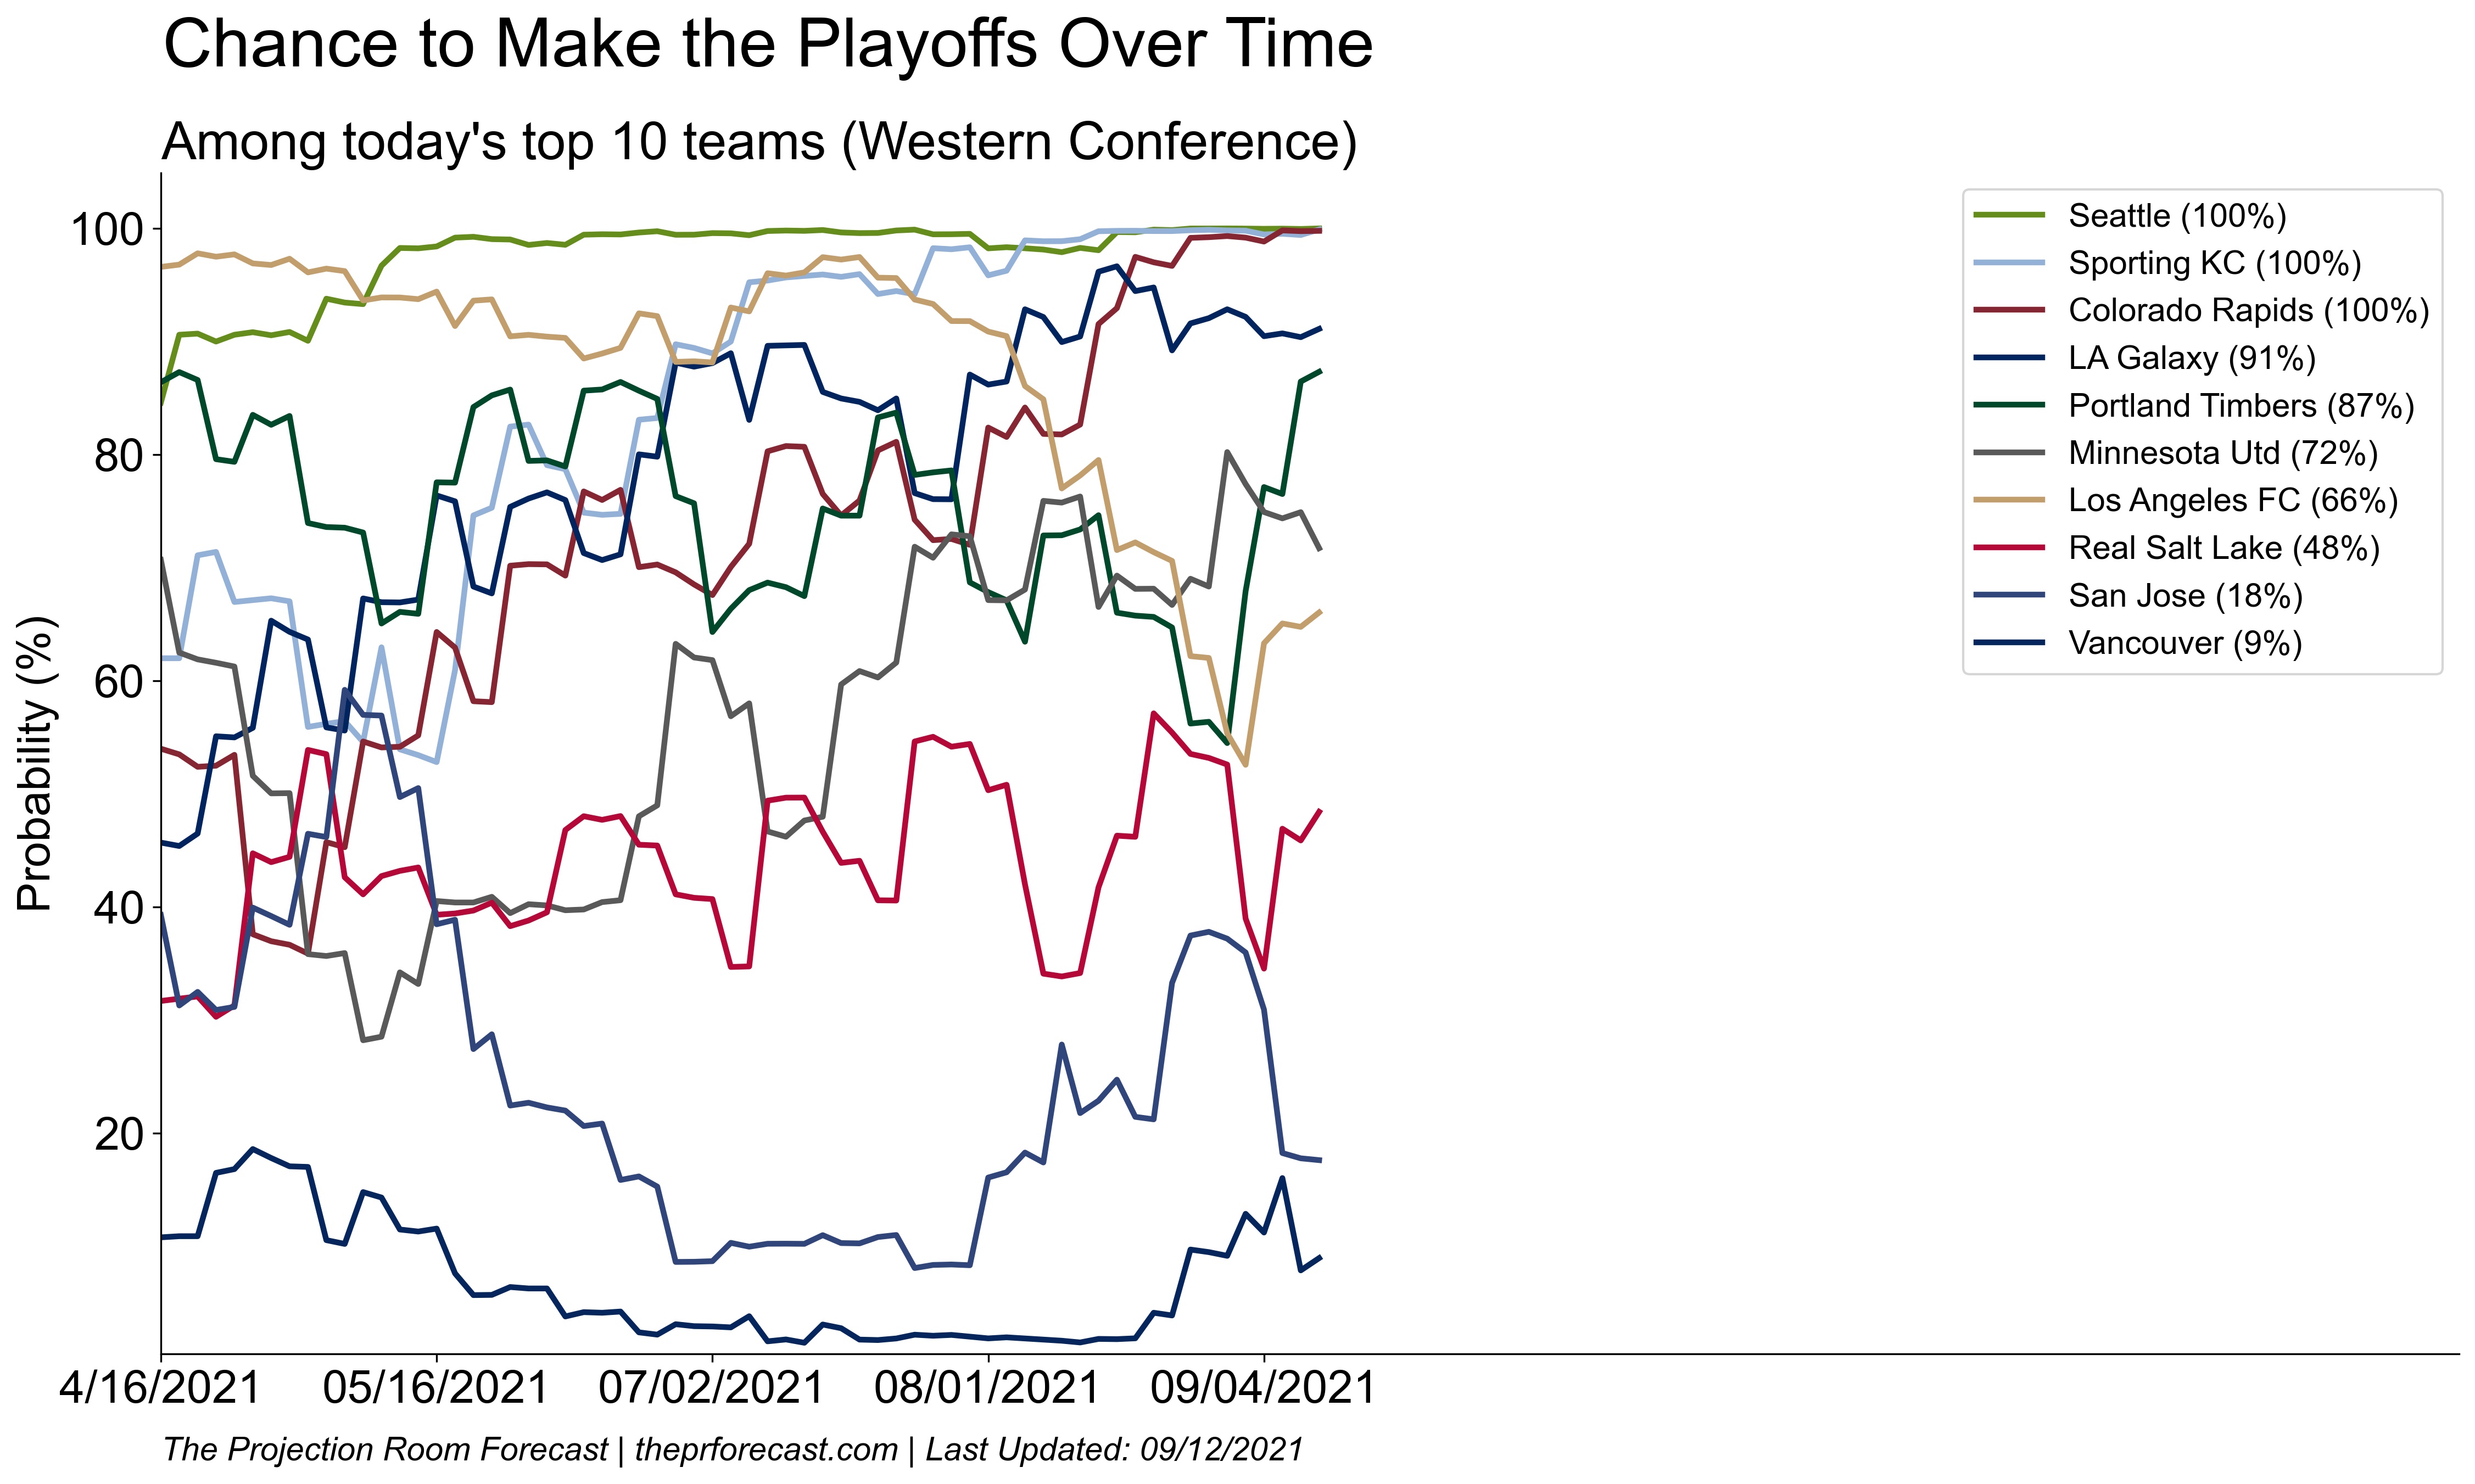 Chance to Make the Playoffs Over Time
Among today's top 10 teams (Western Conference)
Probability (%)
100
80
60
40
20
4/16/2021 05/16/2021 07/02/2021 08/01/2021 09/04/2021
Seattle (100%)
Sporting KC (100%)
Colorado Rapids (100%)
LA Galaxy (91%)
Portland Timbers (87%)
Minnesota Utd (72%)
Los Angeles FC (66%)
Real Salt Lake (48%)
San Jose (18%)
Vancouver (9%)
The Projection Room Forecast | theprforecast.com | Last Updated: 09/12/2021